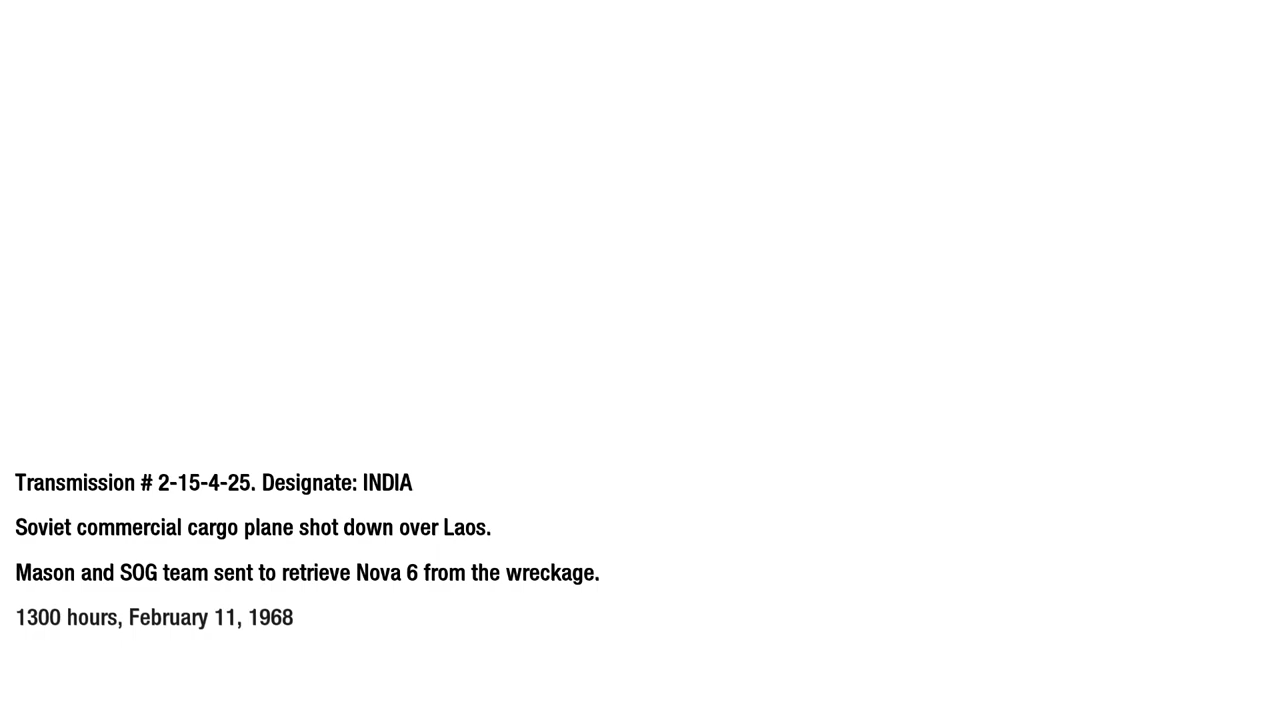 Transmission # 2-15-4-25. Designate: INDIA
Soviet commercial cargo plane shot down over Laos.
Mason and SOG team sent to retrieve Nova 6 from the wreckage.
1300 hours, February 11, 1968